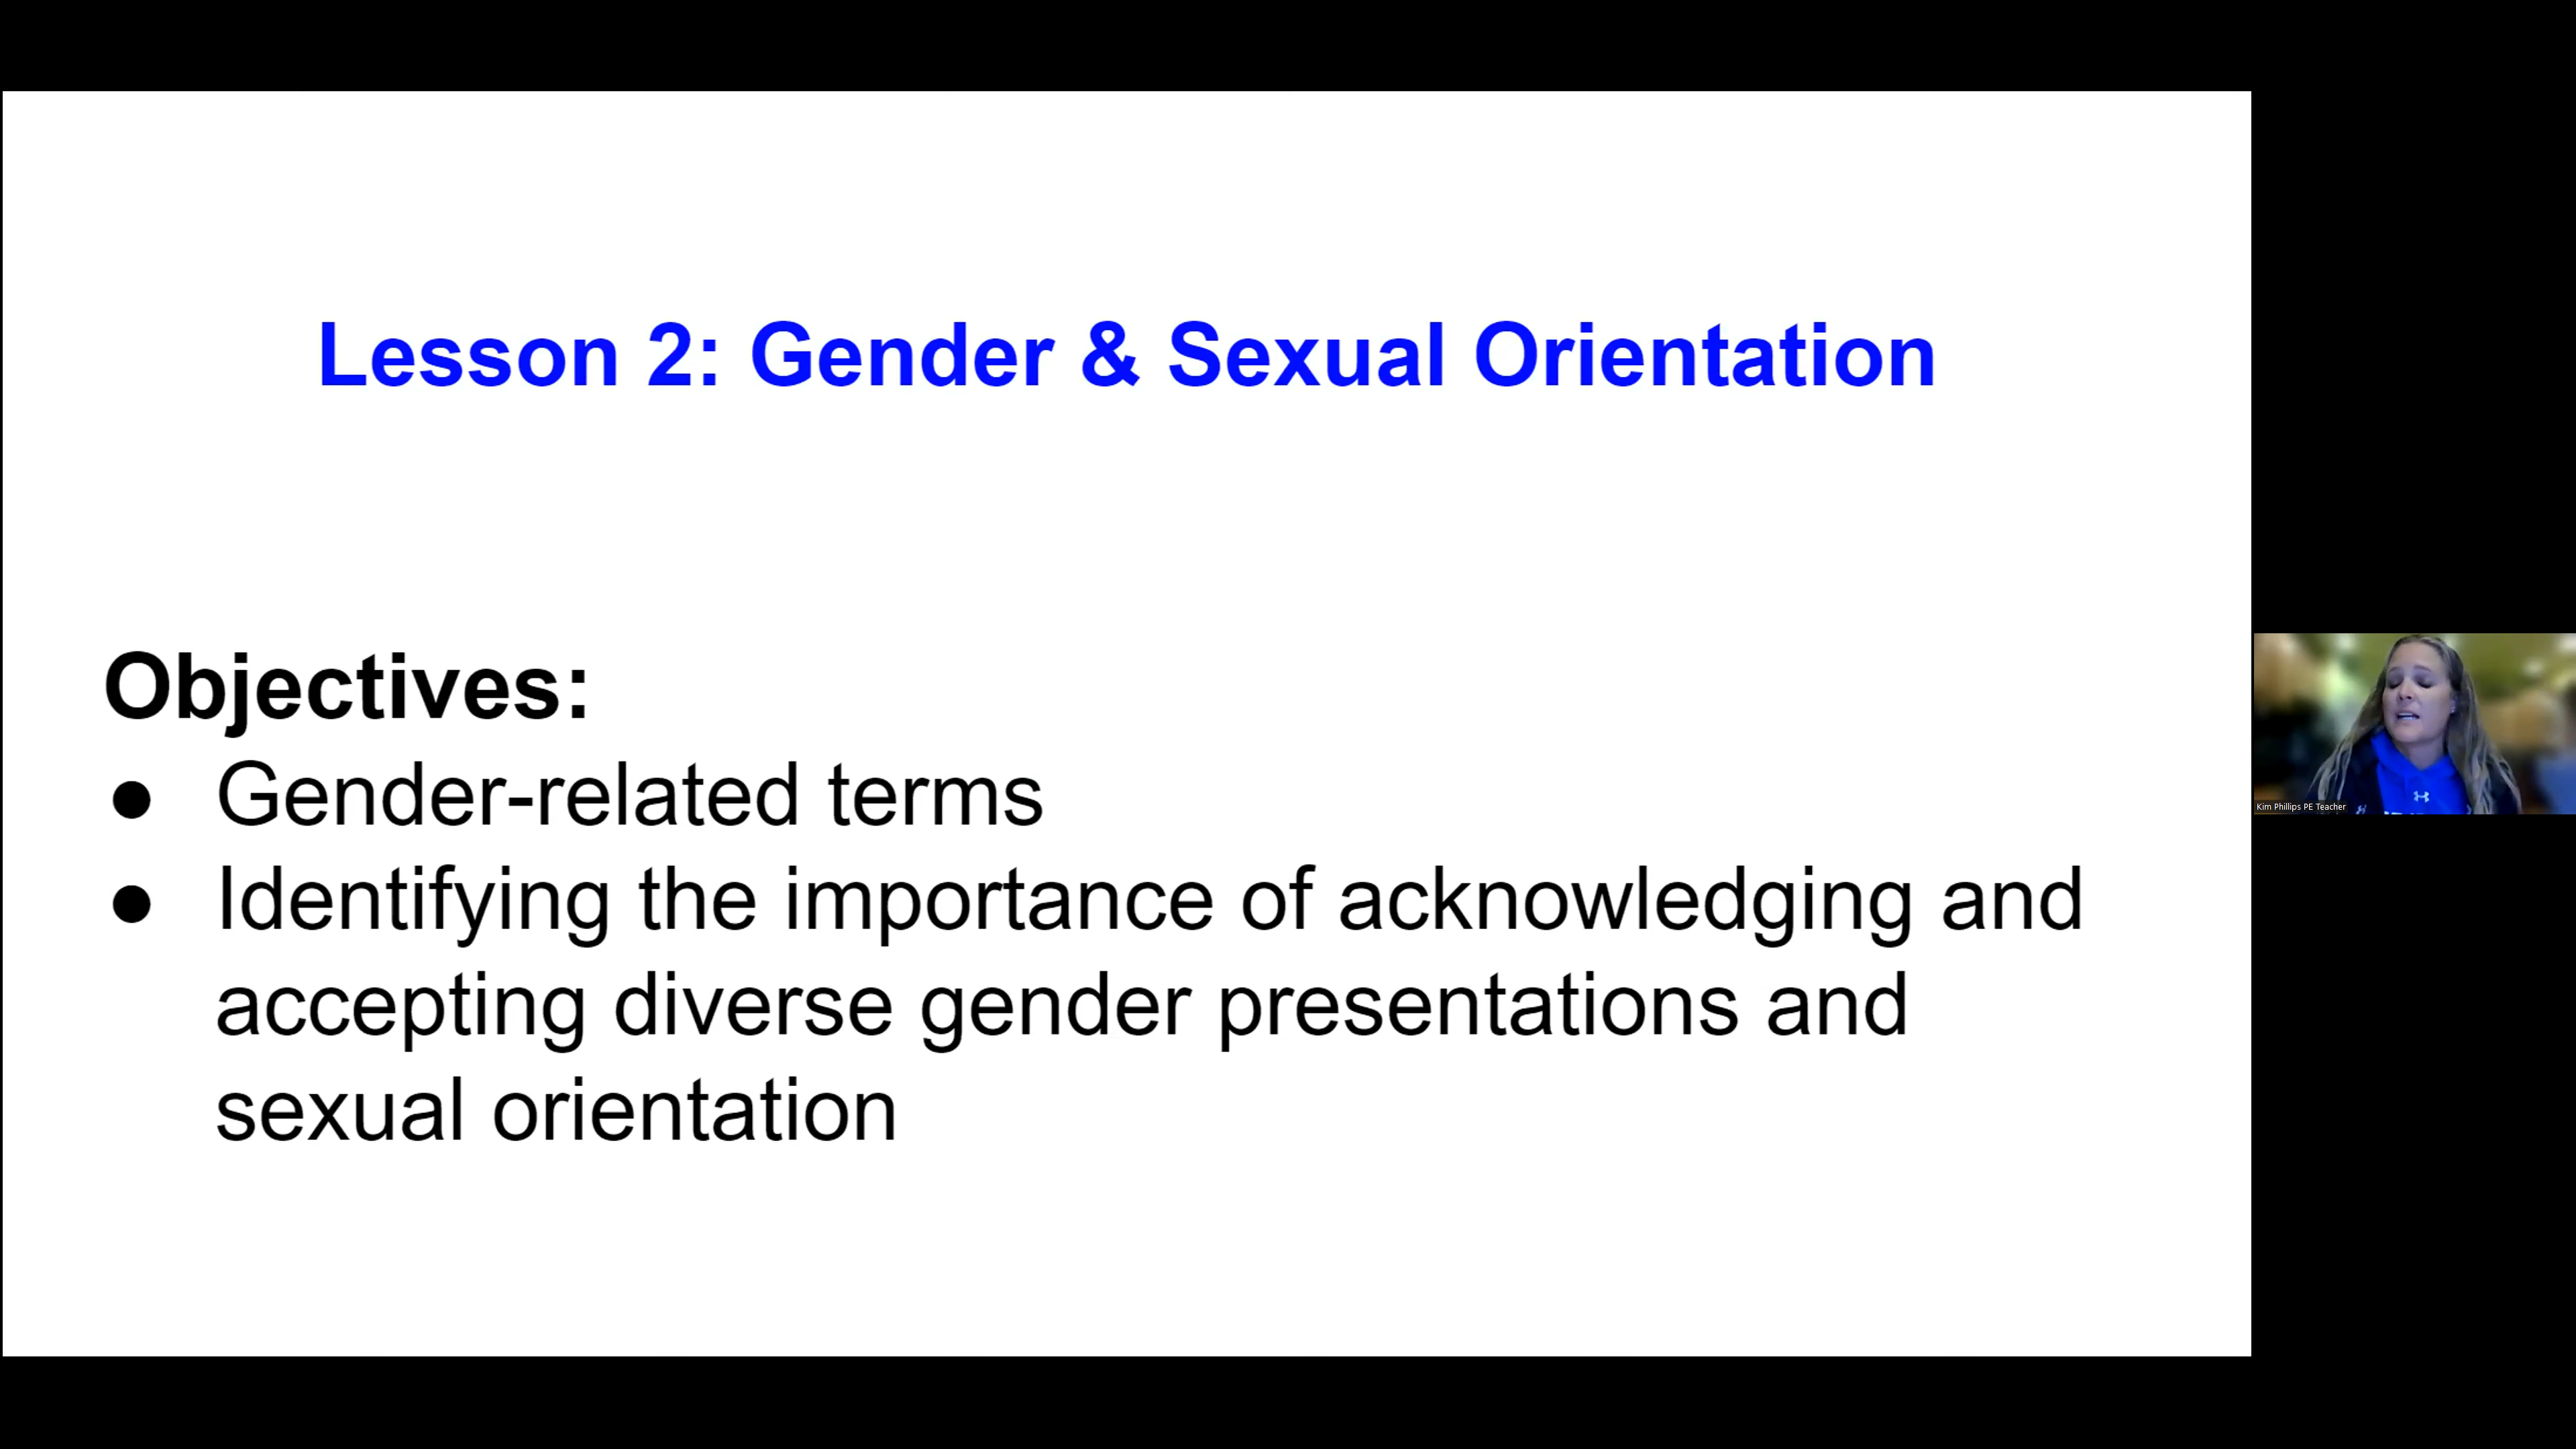 Lesson 2: Gender & Sexual Orientation
Objectives:
● Gender-related terms
● Identifying the importance of acknowledging and
accepting diverse gender presentations and
sexual orientation
Kim Phillips PE Teacher